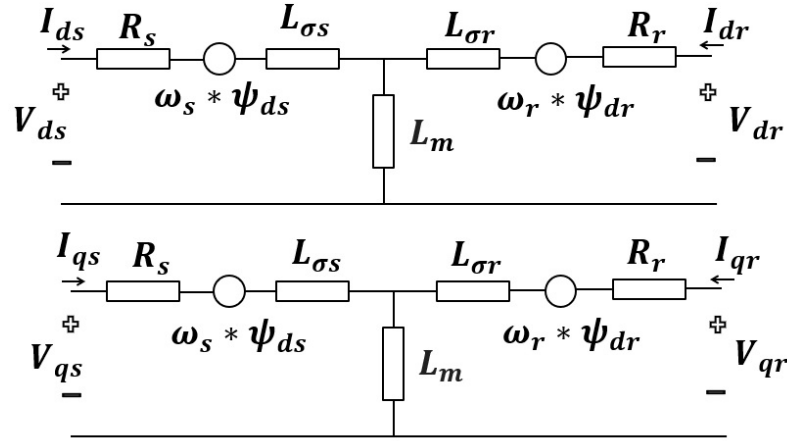 I_ds R_s L_σs L_σr R_r I_dr
ω_s * ψ_ds ω_r * ψ_dr
V_ds L_m V_dr
I_qs R_s L_σs L_σr R_r I_qr
ω_s * ψ_ds ω_r * ψ_dr
V_qs L_m V_qr